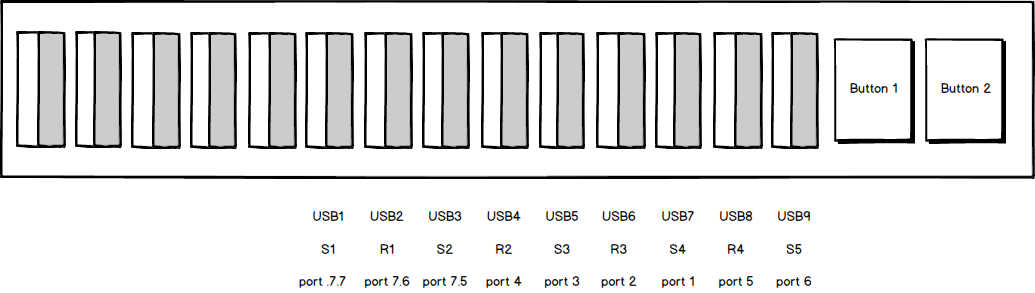 Button 1 Button 2
USB1 USB2 USB3 USB4 USB5 USB6 USB7 USB8 USB9
S1 R1 S2 R2 S3 R3 S4 R4 S5
port .7.7 port 7.6 port 7.5 port 4 port 3 port 2 port 1 port 5 port 6